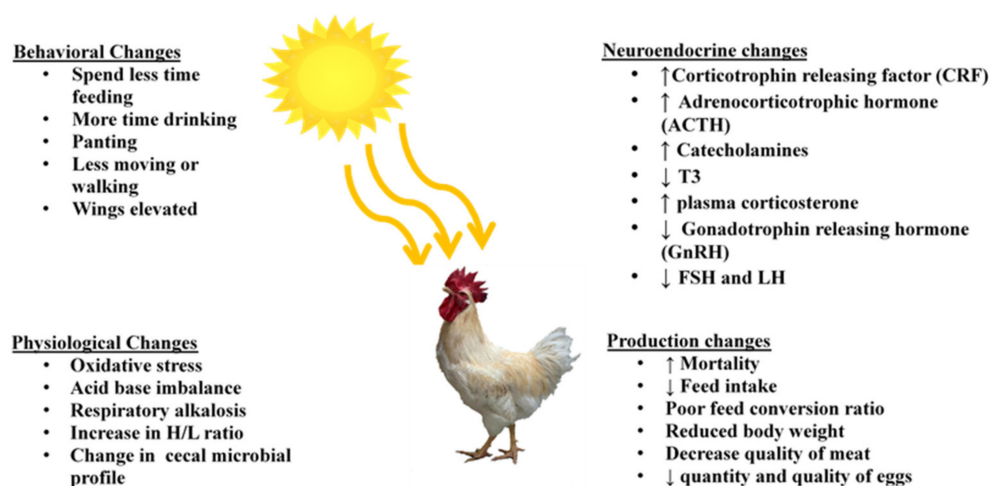 Behavioral Changes
• Spend less time
feeding
• More time drinking
• Panting
• Less moving or
walking
• Wings elevated
Neuroendocrine changes
• ↑Corticotrophin releasing factor (CRF)
• ↑ Adrenocorticotrophic hormone
(ACTH)
• ↑ Catecholamines
• ↓ T3
• ↑ plasma corticosterone
• ↓ Gonadotrophin releasing hormone
(GnRH)
• ↓ FSH and LH
Physiological Changes
• Oxidative stress
• Acid base imbalance
• Respiratory alkalosis
• Increase in H/L ratio
• Change in cecal microbial
profile
Production changes
• ↑ Mortality
• ↓ Feed intake
• Poor feed conversion ratio
• Reduced body weight
• Decrease quality of meat
• ↓ quantity and quality of eggs